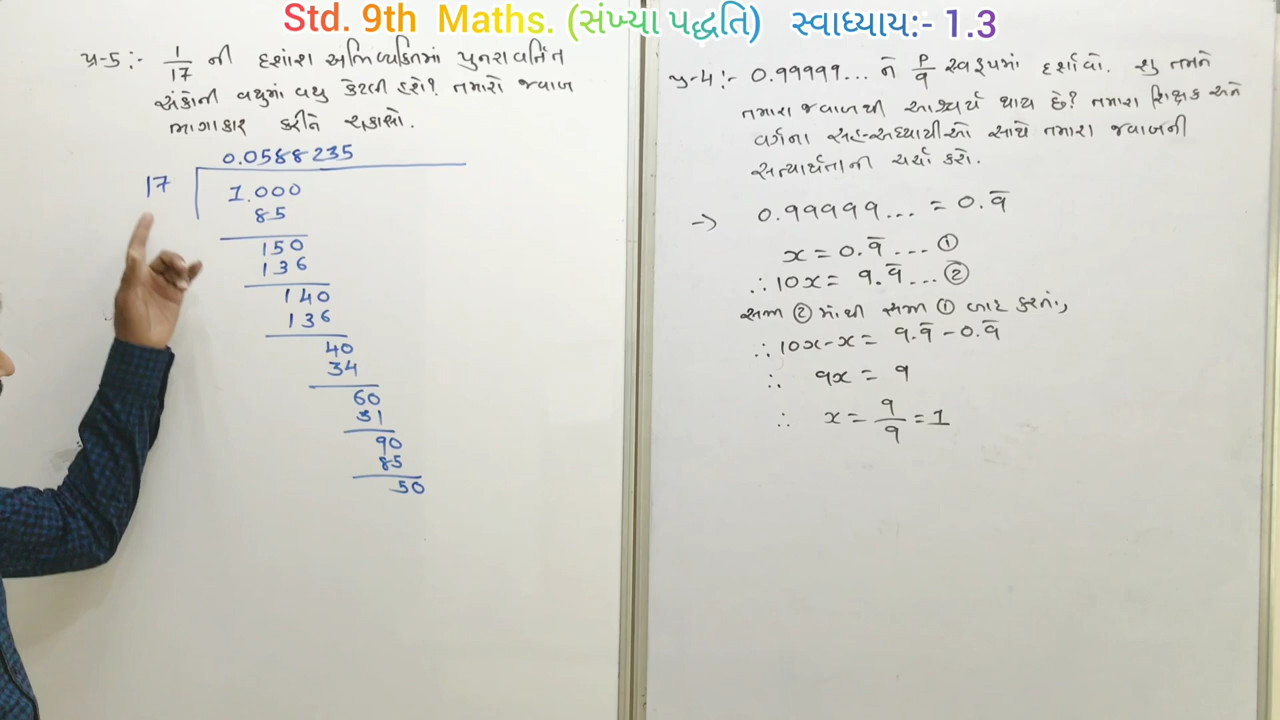 Std. 9th Maths. (સંખ્યા પદ્ધતિ) સ્વાધ્યાય:- 1.3
પ્ર-5:- 1/17 ની દશાંશ અભિવ્યક્તિમાં પુનરાવર્તિત
અંકોની વધુમાં વધુ કેટલી હશે? તમારો જવાબ
ભાગાકાર કરીને ચકાસો.
0.0588235
17
1.000
85
150
136
140
136
40
34
60
31
90
85
50
પ્ર-4:- 0.99999... ને p/q સ્વરૂપમાં દર્શાવો. શું તમને
તમારા જવાબથી આશ્ચર્ય થાય છે? તમારા શિક્ષક અને
વર્ગના સહ-અધ્યાયીઓ સાથે તમારા જવાબની
સત્યાર્થતાની ચર્ચા કરો.
→ 0.99999... = 0.9̅
x = 0.9̅ ... ①
∴ 10x = 9.9̅ ... ②
સમી ② માંથી સમી ① બાદ કરતાં,
∴ 10x-x = 9.9̅ - 0.9̅
∴ 9x = 9
∴ x = 9/9 = 1